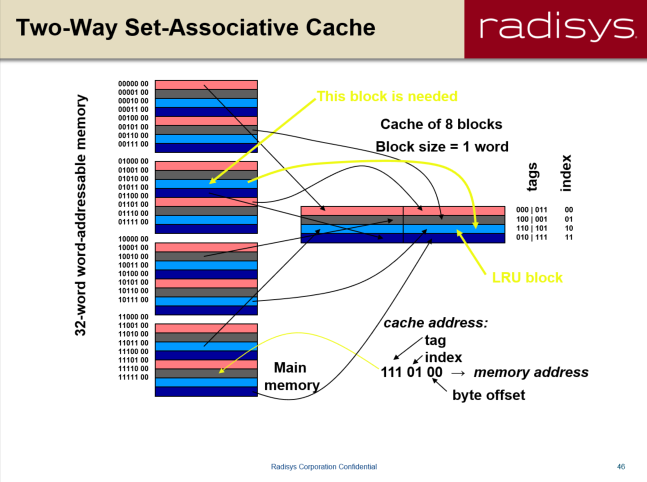 Two-Way Set-Associative Cache
radisys.
32-word word-addressable memory
00000 00
00001 00
00010 00
00011 00
00100 00
00101 00
00110 00
00111 00
01000 00
01001 00
01010 00
01011 00
01100 00
01101 00
01110 00
01111 00
10000 00
10001 00
10010 00
10011 00
10100 00
10101 00
10110 00
10111 00
11000 00
11001 00
11010 00
11011 00
11100 00
11101 00
11110 00
11111 00
This block is needed
Cache of 8 blocks
Block size = 1 word
tags
index
000 | 011 00
100 | 001 01
110 | 101 10
010 | 111 11
LRU block
cache address:
tag
index
111 01 00 → memory address
byte offset
Main
memory
Radisys Corporation Confidential
46